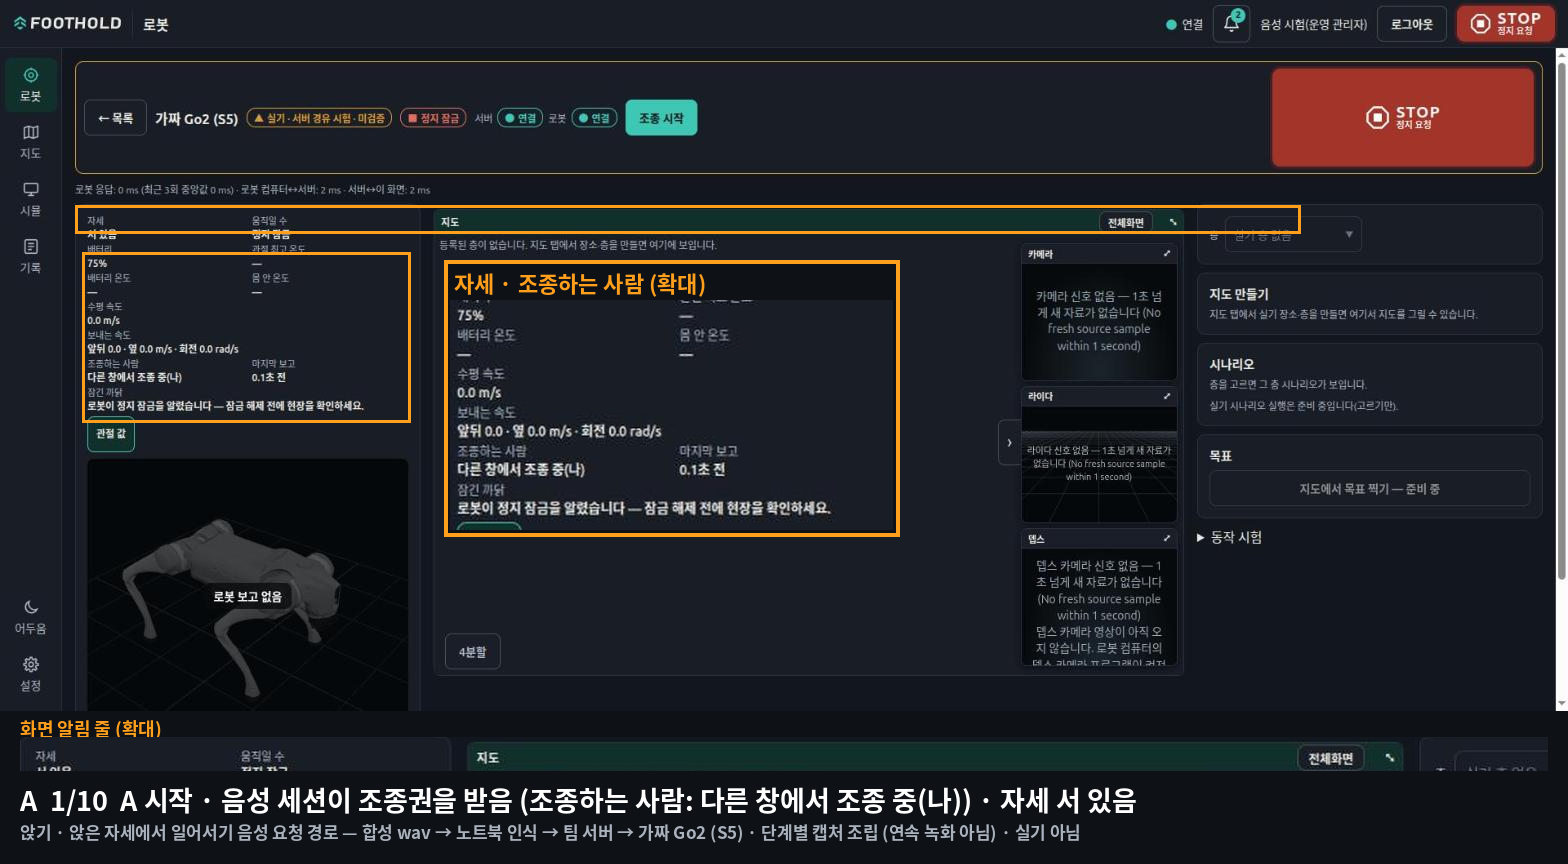 FOOTHOLD
로봇
연결
2
음성 시험(운영 관리자)
로그아웃
STOP
정지 요청
로봇
지도
시뮬
기록
어두움
설정
← 목록
가짜 Go2 (S5)
실기 · 서버 경유 시험 · 미검증
정지 잠금
서버
연결
로봇
연결
조종 시작
STOP
정지 요청
로봇 응답: 0 ms (최근 3회 중앙값 0 ms) · 로봇 컴퓨터↔서버: 2 ms · 서버↔이 화면: 2 ms
자세
움직일 수
서 있음
정지 잠금
배터리
관절 최고 온도
75%
—
배터리 온도
몸 안 온도
—
—
수평 속도
0.0 m/s
보내는 속도
앞뒤 0.0 · 옆 0.0 m/s · 회전 0.0 rad/s
조종하는 사람
마지막 보고
다른 창에서 조종 중(나)
0.1초 전
잠긴 까닭
로봇이 정지 잠금을 알렸습니다 — 잠금 해제 전에 현장을 확인하세요.
관절 값
로봇 보고 없음
지도
전체화면
등록된 층이 없습니다. 지도 탭에서 장소·층을 만들면 여기에 보입니다.
자세 · 조종하는 사람 (확대)
75%
—
배터리 온도
몸 안 온도
—
—
수평 속도
0.0 m/s
보내는 속도
앞뒤 0.0 · 옆 0.0 m/s · 회전 0.0 rad/s
조종하는 사람
마지막 보고
다른 창에서 조종 중(나)
0.1초 전
잠긴 까닭
로봇이 정지 잠금을 알렸습니다 — 잠금 해제 전에 현장을 확인하세요.
4분할
카메라
카메라 신호 없음 — 1초 넘
게 새 자료가 없습니다 (No
fresh source sample
within 1 second)
라이다
라이다 신호 없음 — 1초 넘게 새 자료가
없습니다 (No fresh source sample
within 1 second)
뎁스
뎁스 카메라 신호 없음 — 1
초 넘게 새 자료가 없습니다
(No fresh source sample
within 1 second)
뎁스 카메라 영상이 아직 오
지 않습니다. 로봇 컴퓨터의
뎁스 카메라 프로그램이 켜져
층
실기 층 없음
지도 만들기
지도 탭에서 실기 장소·층을 만들면 여기서 지도를 그릴 수 있습니다.
시나리오
층을 고르면 그 층 시나리오가 보입니다.
실기 시나리오 실행은 준비 중입니다(고르기만).
목표
지도에서 목표 찍기 — 준비 중
▶ 동작 시험
화면 알림 줄 (확대)
자세
움직일 수
지도
전체화면
A 1/10 A 시작 · 음성 세션이 조종권을 받음 (조종하는 사람: 다른 창에서 조종 중(나)) · 자세 서 있음
앉기 · 앉은 자세에서 일어서기 음성 요청 경로 — 합성 wav → 노트북 인식 → 팀 서버 → 가짜 Go2 (S5) · 단계별 캡처 조립 (연속 녹화 아님) · 실기 아님